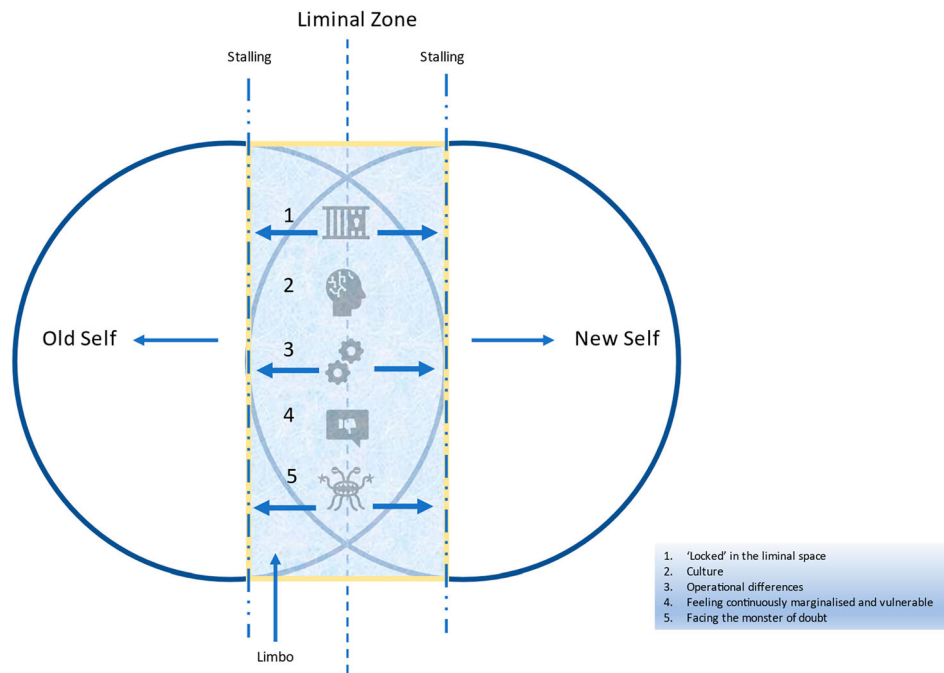 Liminal Zone
Stalling
Stalling
1
2
Old Self
New Self
3
4
5
Limbo
1. ‘Locked’ in the liminal space
2. Culture
3. Operational differences
4. Feeling continuously marginalised and vulnerable
5. Facing the monster of doubt